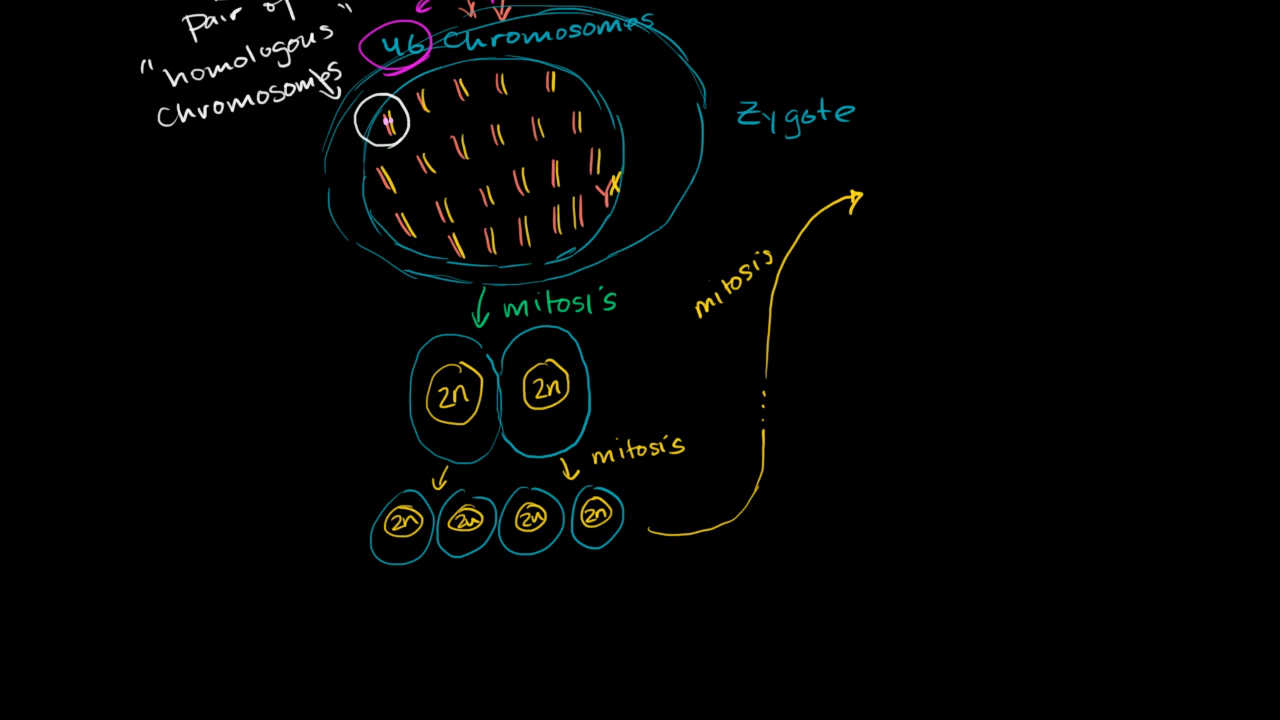 pair of
"homologous"
chromosomes
46 Chromosomes
Zygote
Y X
mitosis
mitosis
2n 2n
mitosis
2n 2n 2n 2n